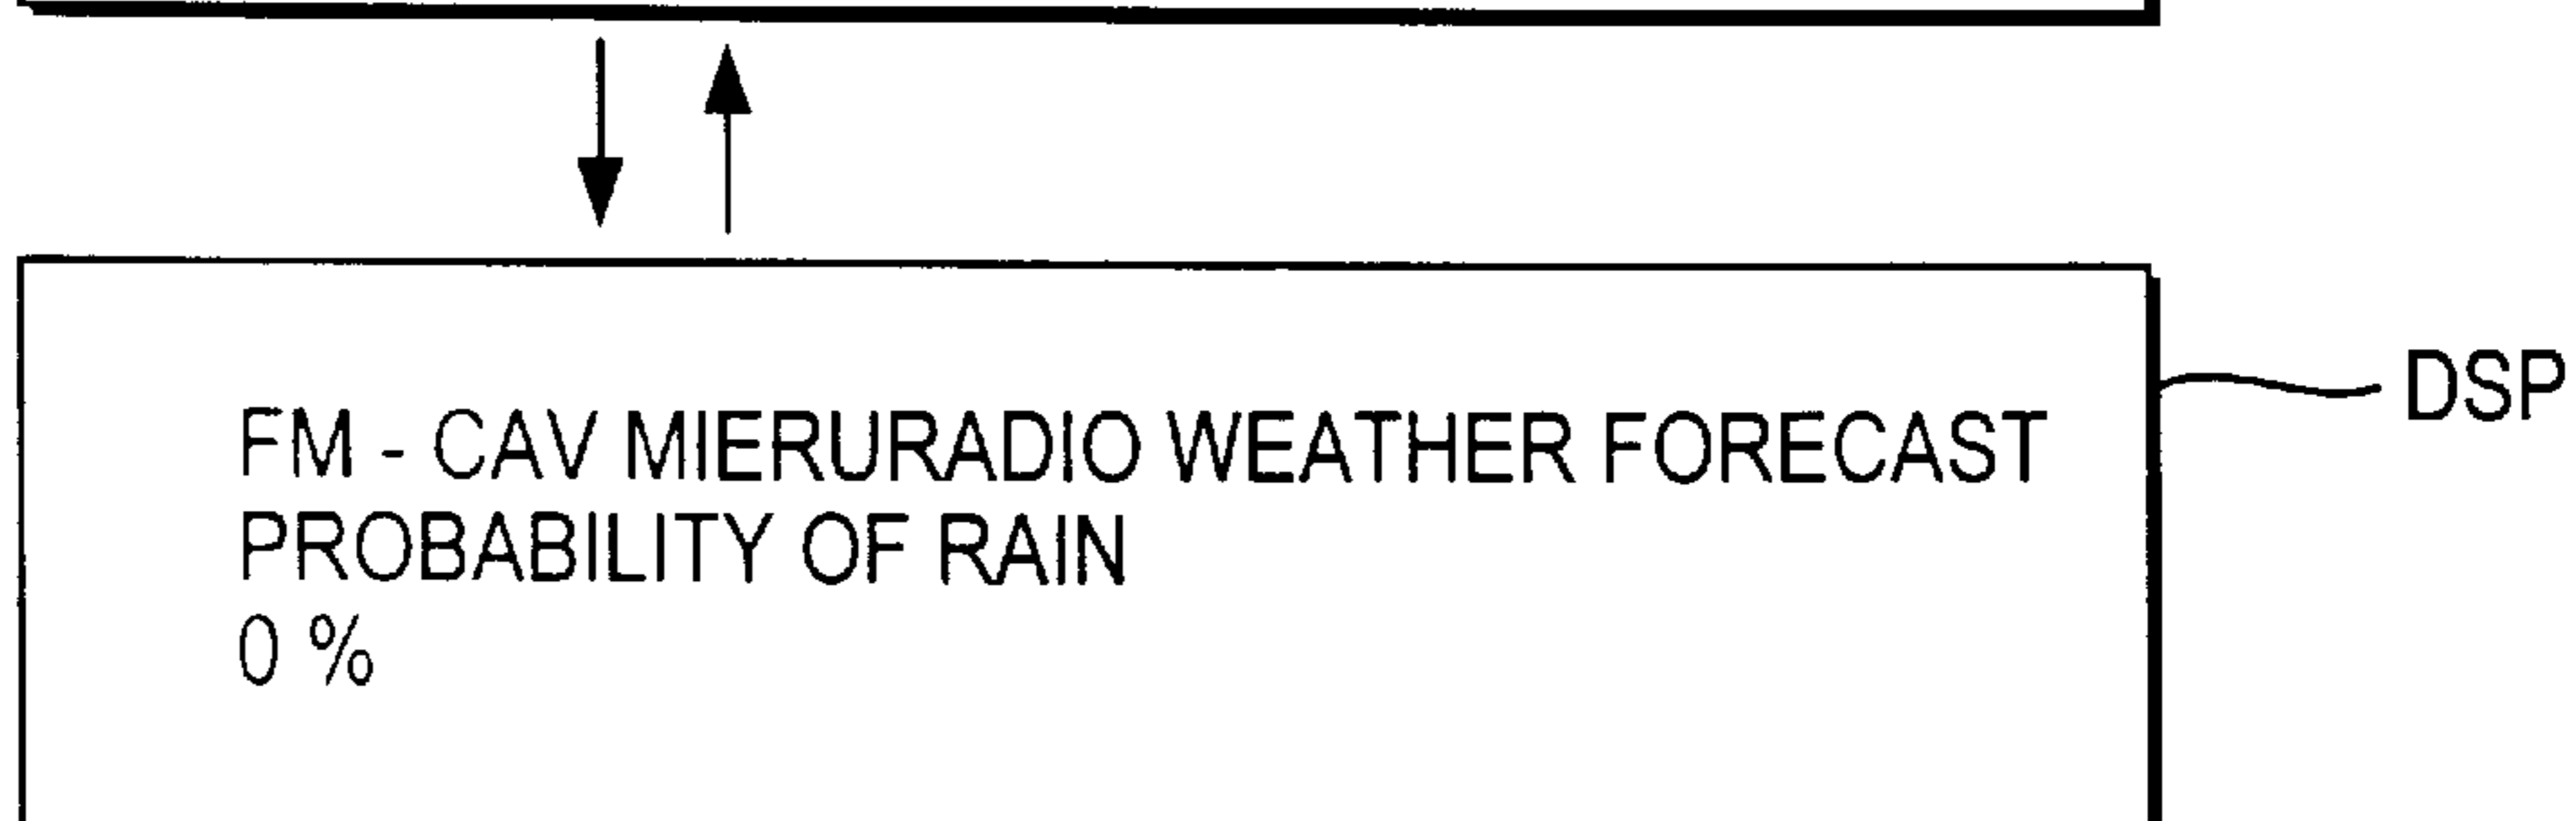 FM - CAV MIERURADIO WEATHER FORECAST
PROBABILITY OF RAIN
0 %
DSP